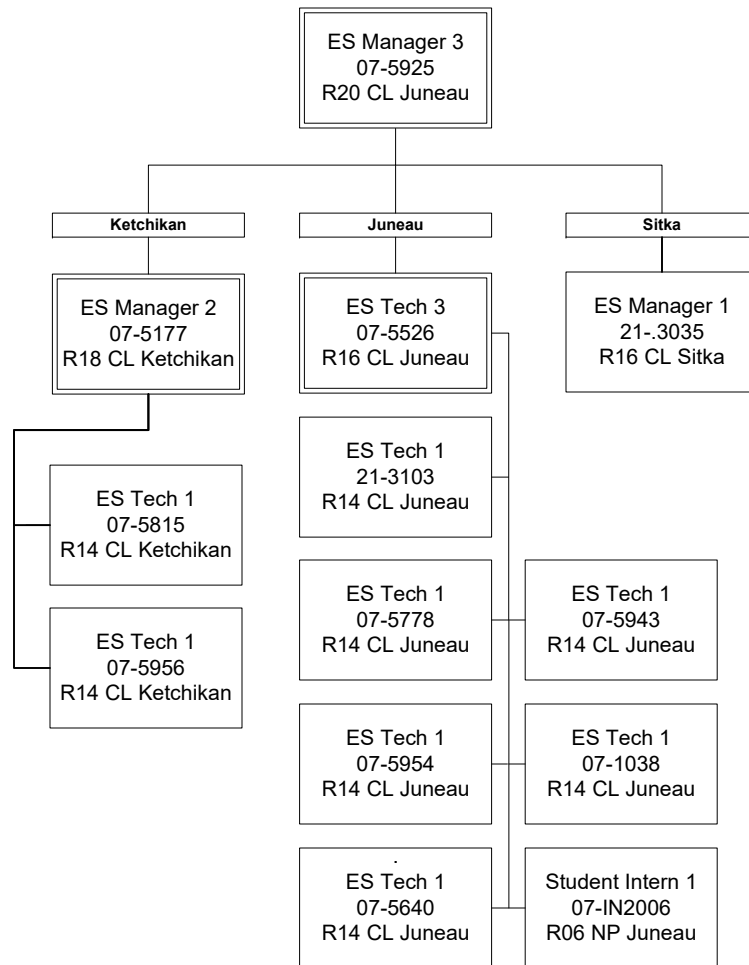 ES Manager 3
07-5925
R20 CL Juneau
Ketchikan
Juneau
Sitka
ES Manager 2
07-5177
R18 CL Ketchikan
ES Tech 3
07-5526
R16 CL Juneau
ES Manager 1
21-.3035
R16 CL Sitka
ES Tech 1
21-3103
R14 CL Juneau
ES Tech 1
07-5815
R14 CL Ketchikan
ES Tech 1
07-5778
R14 CL Juneau
ES Tech 1
07-5943
R14 CL Juneau
ES Tech 1
07-5956
R14 CL Ketchikan
ES Tech 1
07-5954
R14 CL Juneau
ES Tech 1
07-1038
R14 CL Juneau
.
ES Tech 1
07-5640
R14 CL Juneau
Student Intern 1
07-IN2006
R06 NP Juneau